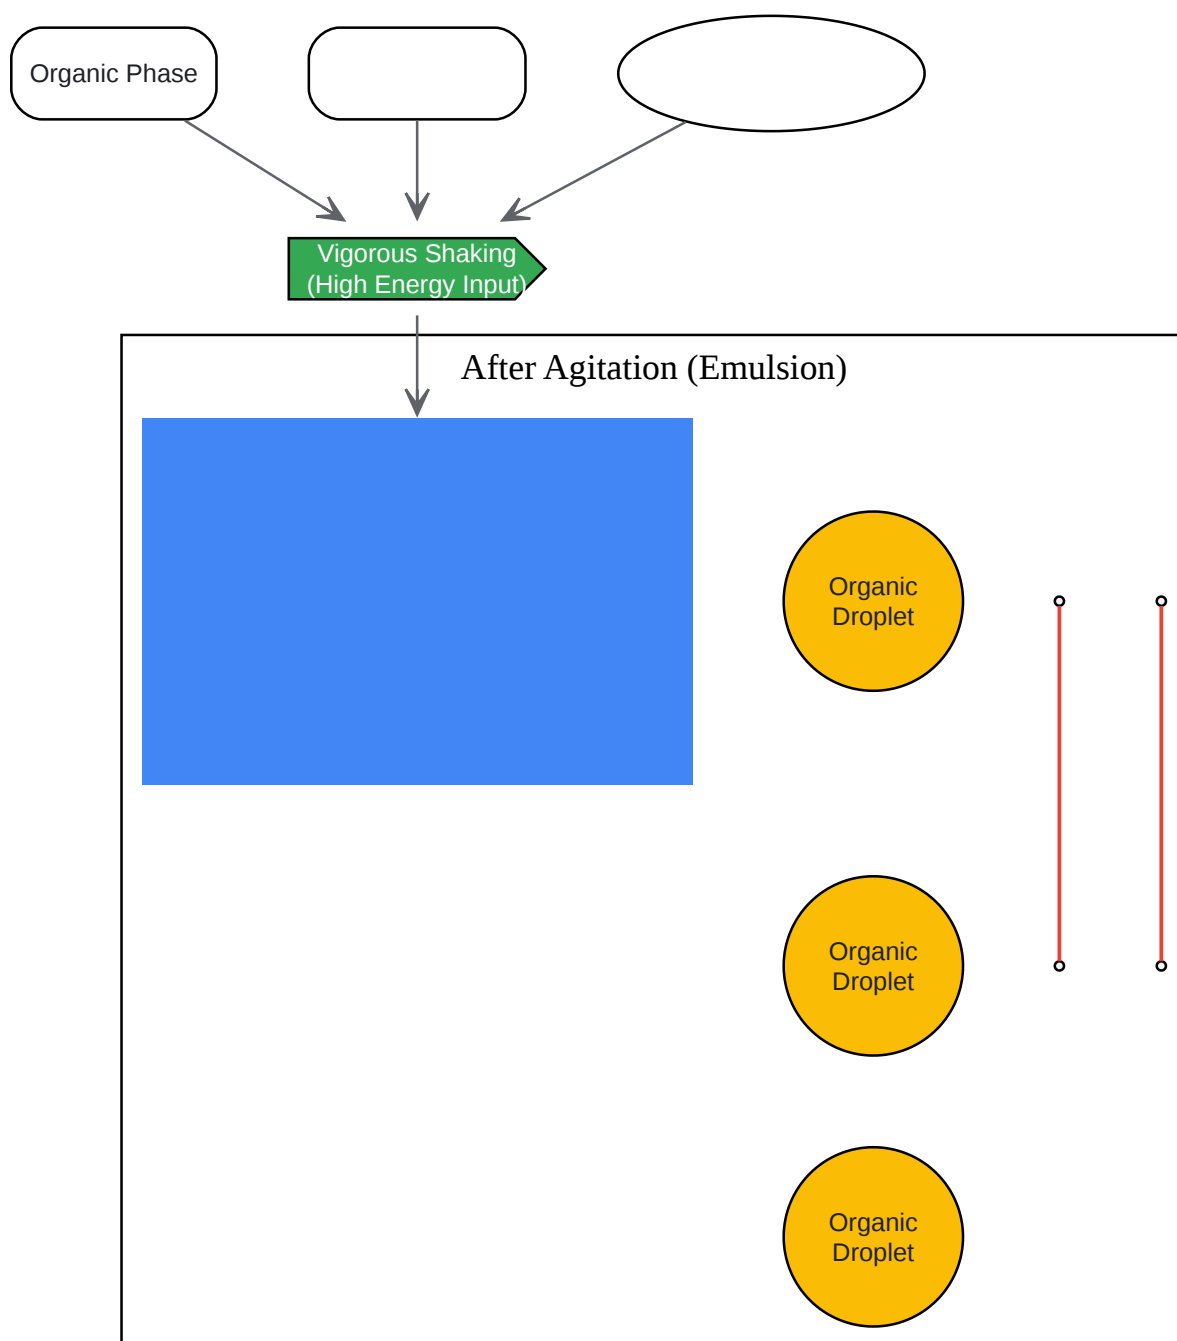 Organic Phase
Vigorous Shaking
(High Energy Input)
After Agitation (Emulsion)
Organic
Droplet
Organic
Droplet
Organic
Droplet